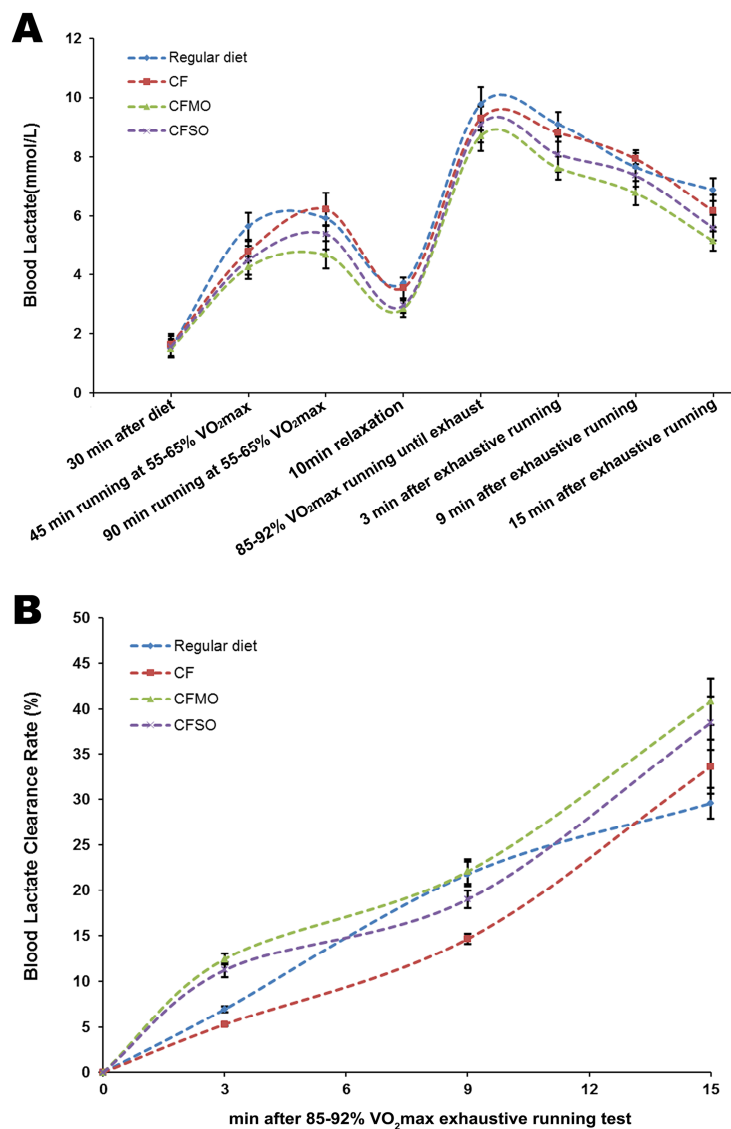 A
12
10
8
6
4
2
0
Blood Lactate(mmol/L)
Regular diet
CF
CFMO
CFSO
30 min after diet
45 min running at 55-65% VO₂max
90 min running at 55-65% VO₂max
10min relaxation
85-92% VO₂max running until exhaust
3 min after exhaustive running
9 min after exhaustive running
15 min after exhaustive running
B
50
45
40
35
30
25
20
15
10
5
0
Blood Lactate Clearance Rate (%)
Regular diet
CF
CFMO
CFSO
0 3 6 9 12 15
min after 85-92% VO₂max exhaustive running test